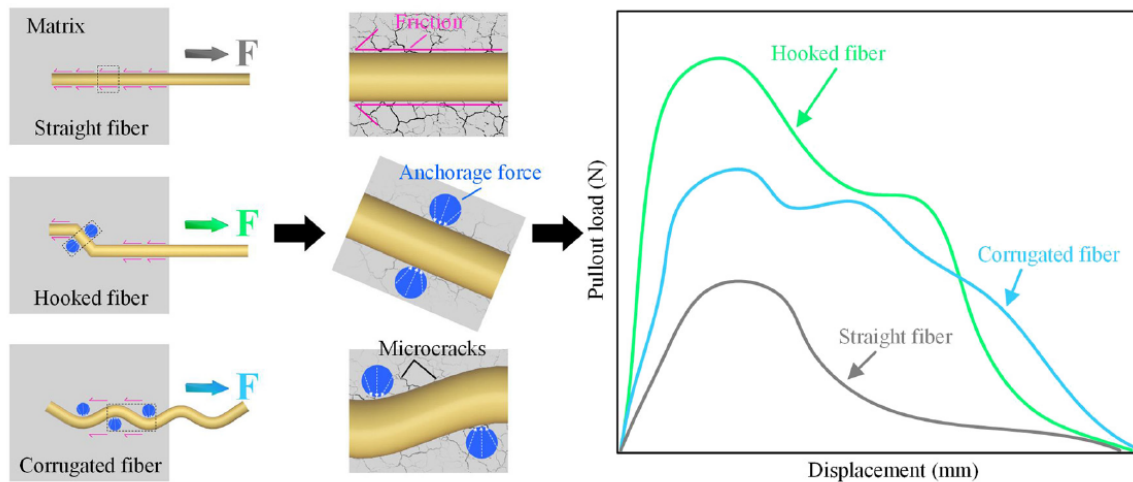 Matrix
F
Straight fiber
F
Hooked fiber
F
Corrugated fiber
Friction
Anchorage force
Microcracks
Pullout load (N)
Hooked fiber
Corrugated fiber
Straight fiber
Displacement (mm)